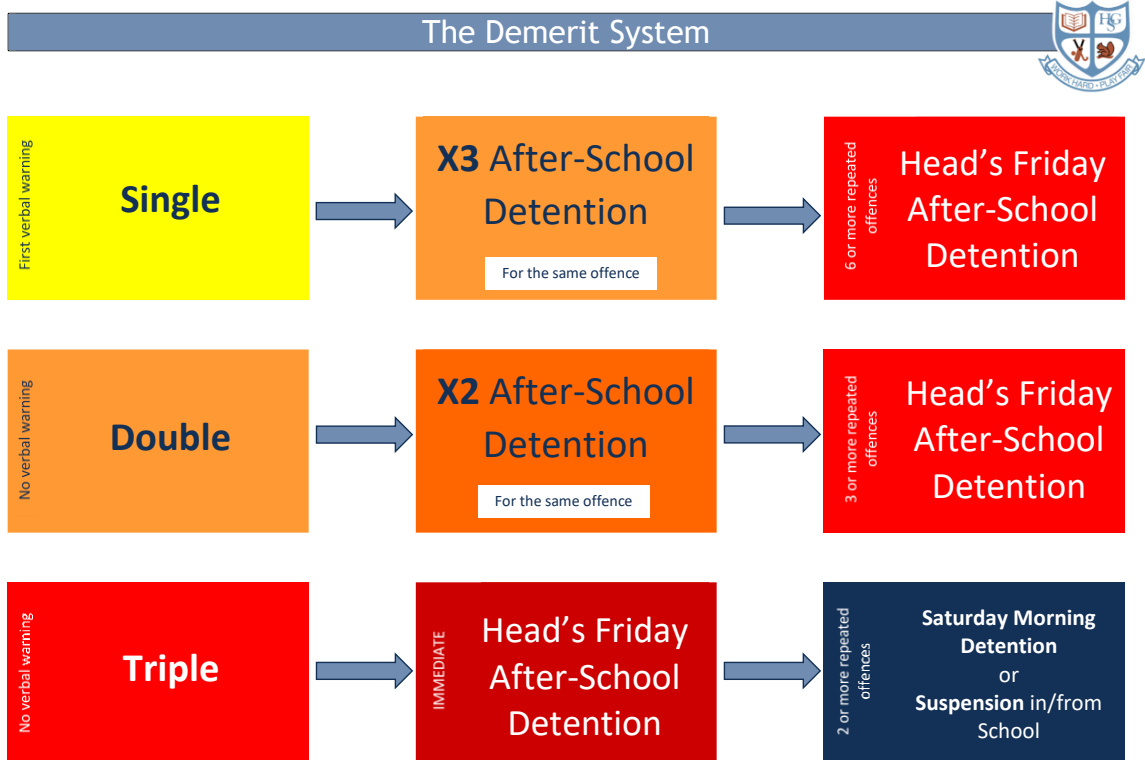 The Demerit System
HSG
WORK HARD • PLAY FAIR
First verbal warning
Single
X3 After-School
Detention
For the same offence
6 or more repeated
offences
Head's Friday
After-School
Detention
No verbal warning
Double
X2 After-School
Detention
For the same offence
3 or more repeated
offences
Head's Friday
After-School
Detention
No verbal warning
Triple
IMMEDIATE
Head's Friday
After-School
Detention
2 or more repeated
offences
Saturday Morning
Detention
or
Suspension in/from
School